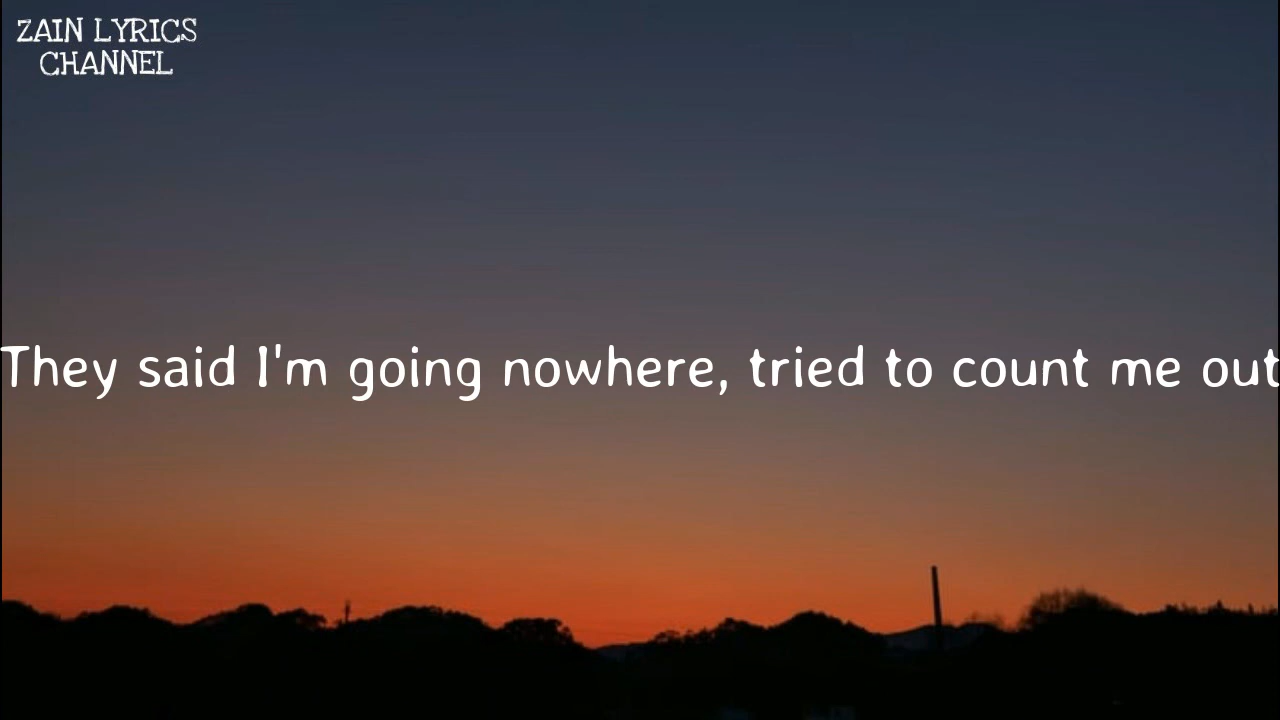 ZAIN LYRICS
CHANNEL
They said I'm going nowhere, tried to count me out